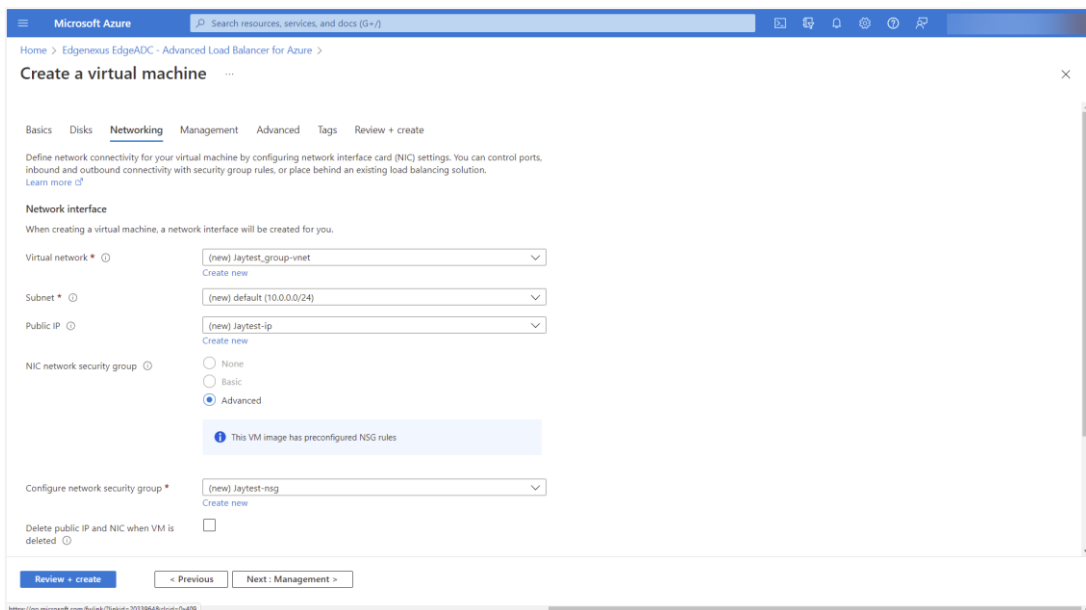 Microsoft Azure
Search resources, services, and docs (G+/)
Home > Edgenexus EdgeADC - Advanced Load Balancer for Azure >
Create a virtual machine ...
Basics Disks Networking Management Advanced Tags Review + create
Define network connectivity for your virtual machine by configuring network interface card (NIC) settings. You can control ports,
inbound and outbound connectivity with security group rules, or place behind an existing load balancing solution.
Learn more
Network interface
When creating a virtual machine, a network interface will be created for you.
Virtual network *
(new) Jaytest_group-vnet
Create new
Subnet *
(new) default (10.0.0.0/24)
Public IP
(new) Jaytest-ip
Create new
NIC network security group
None
Basic
Advanced
This VM image has preconfigured NSG rules
Configure network security group *
(new) Jaytest-nsg
Create new
Delete public IP and NIC when VM is
deleted
Review + create
< Previous
Next : Management >